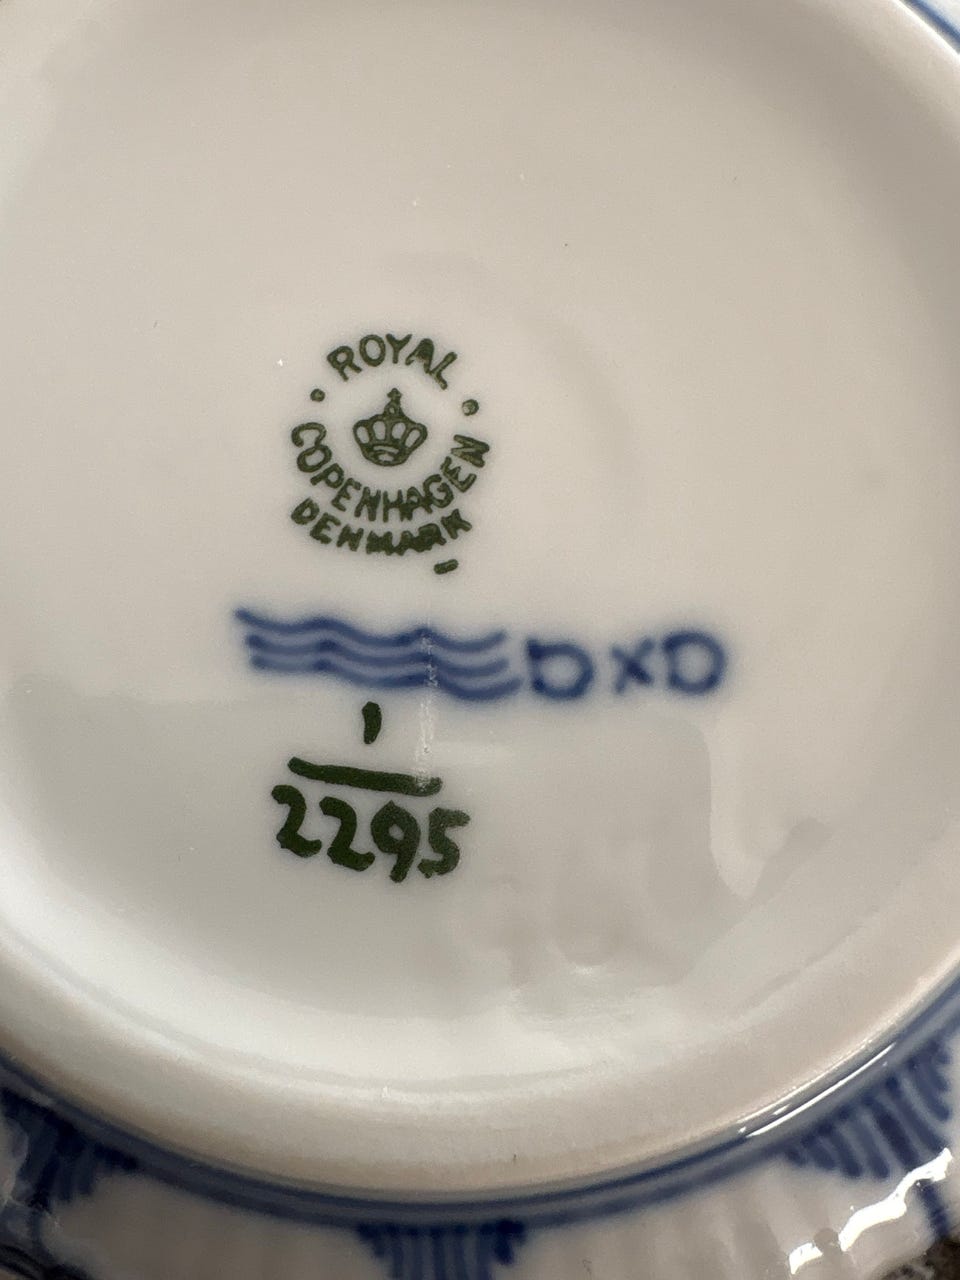 ROYAL
COPENHAGEN
DENMARK
DXD
1
2295